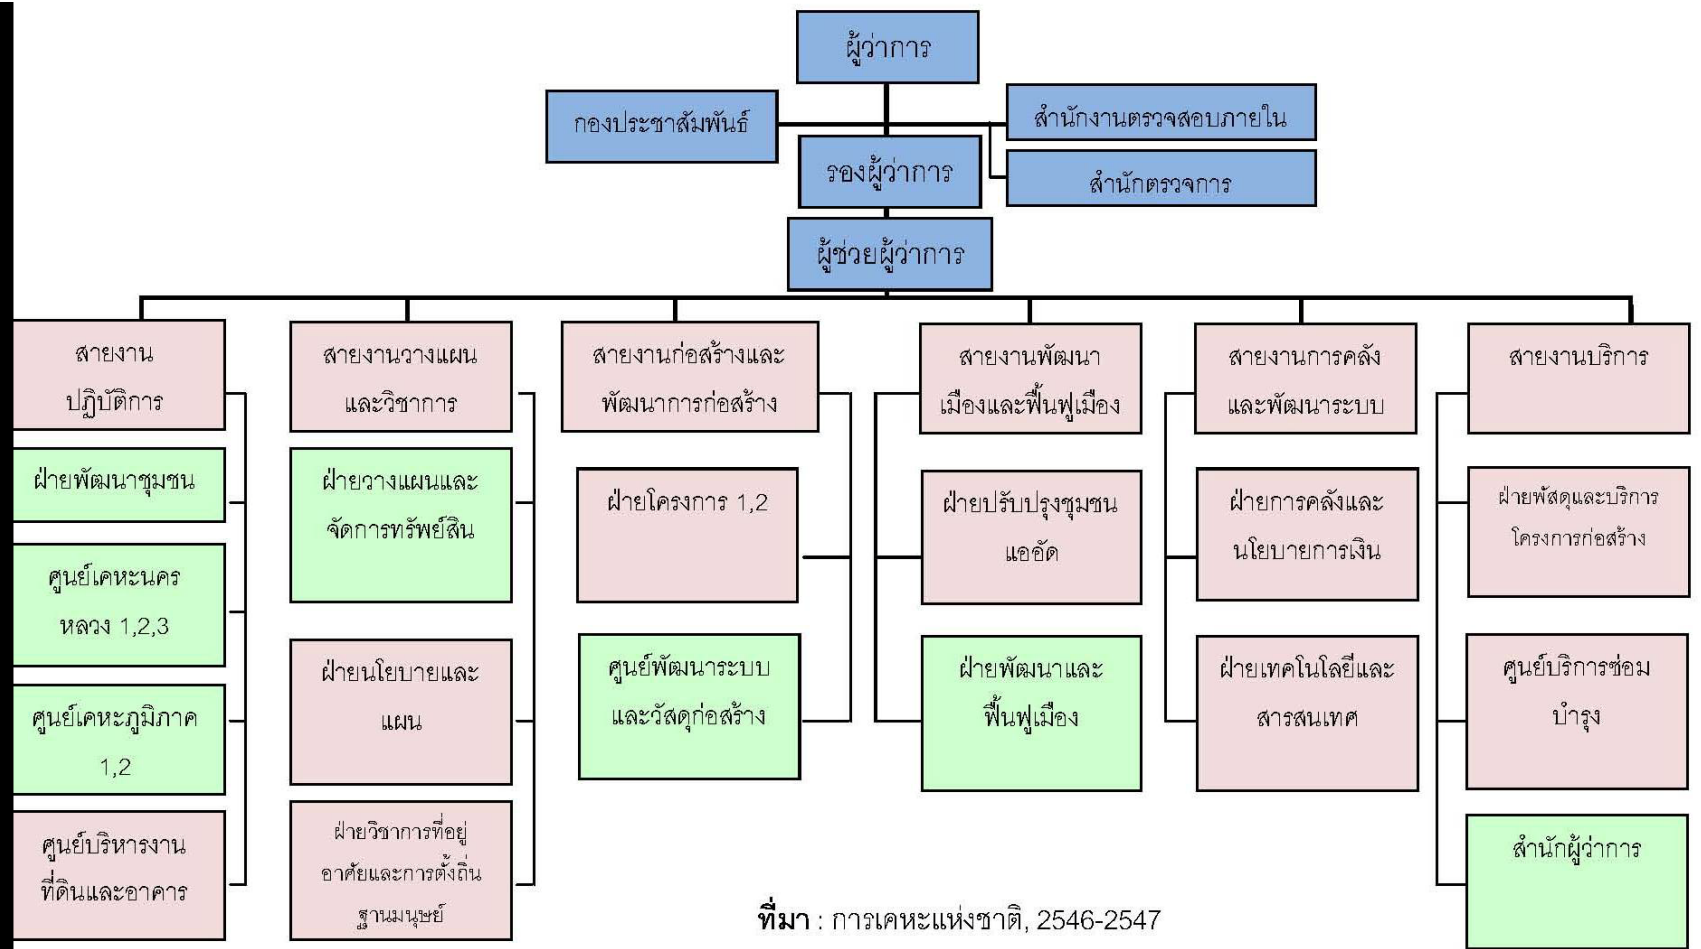 ผู้ว่าการ
กองประชาสัมพันธ์
สำนักงานตรวจสอบภายใน
รองผู้ว่าการ
สำนักตรวจการ
ผู้ช่วยผู้ว่าการ
สายงาน
ปฏิบัติการ
ฝ่ายพัฒนาชุมชน
ศูนย์เคหะนคร
หลวง 1,2,3
ศูนย์เคหะภูมิภาค
1,2
ศูนย์บริหารงาน
ที่ดินและอาคาร
สายงานวางแผน
และวิชาการ
ฝ่ายวางแผนและ
จัดการทรัพย์สิน
ฝ่ายนโยบายและ
แผน
ฝ่ายวิชาการที่อยู่
อาศัยและการตั้งถิ่น
ฐานมนุษย์
สายงานก่อสร้างและ
พัฒนาการก่อสร้าง
ฝ่ายโครงการ 1,2
ศูนย์พัฒนาระบบ
และวัสดุก่อสร้าง
สายงานพัฒนา
เมืองและฟื้นฟูเมือง
ฝ่ายปรับปรุงชุมชน
แออัด
ฝ่ายพัฒนาและ
ฟื้นฟูเมือง
สายงานการคลัง
และพัฒนาระบบ
ฝ่ายการคลังและ
นโยบายการเงิน
ฝ่ายเทคโนโลยีและ
สารสนเทศ
สายงานบริการ
ฝ่ายพัสดุและบริการ
โครงการก่อสร้าง
ศูนย์บริการซ่อม
บำรุง
สำนักผู้ว่าการ
ที่มา : การเคหะแห่งชาติ, 2546-2547